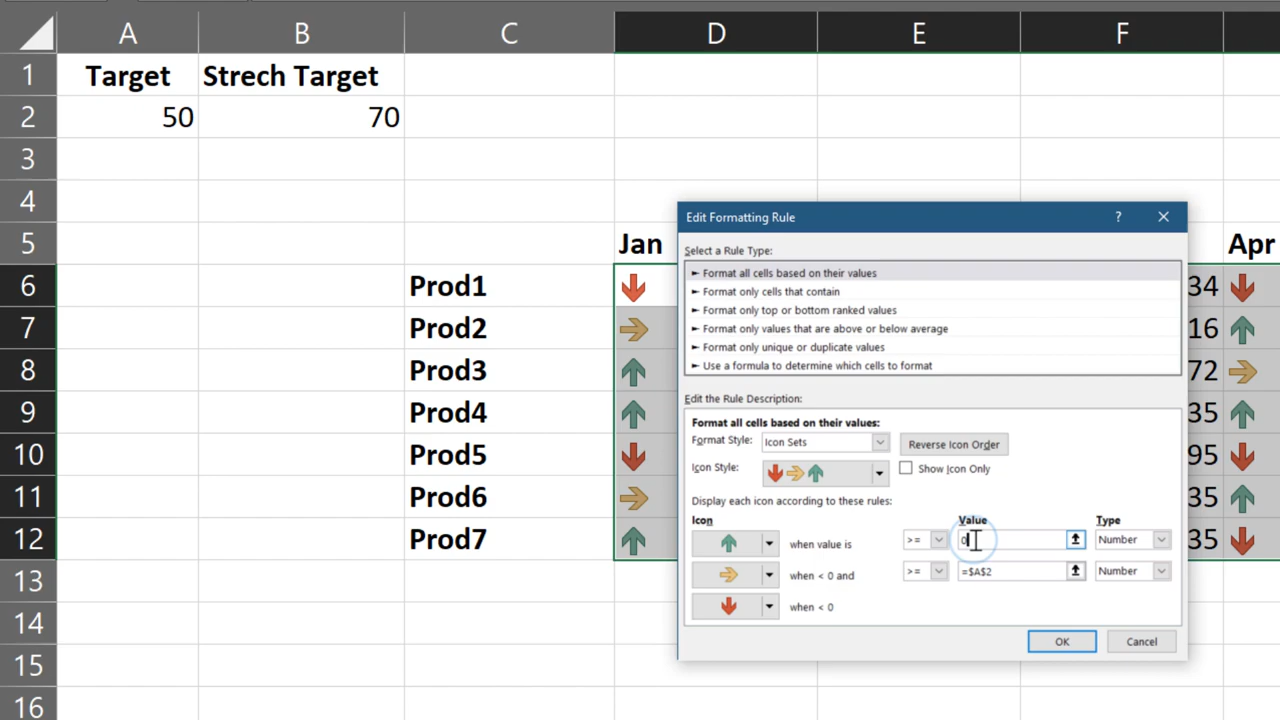 A B C D E F
1 Target Strech Target
2 50 70
3
4
5 Jan Apr
6 Prod1 34
7 Prod2 16
8 Prod3 72
9 Prod4 35
10 Prod5 95
11 Prod6 35
12 Prod7 35
13
14
15
16
Edit Formatting Rule ? ×
Select a Rule Type:
► Format all cells based on their values
► Format only cells that contain
► Format only top or bottom ranked values
► Format only values that are above or below average
► Format only unique or duplicate values
► Use a formula to determine which cells to format
Edit the Rule Description:
Format all cells based on their values:
Format Style: Icon Sets Reverse Icon Order
Icon Style: Show Icon Only
Display each icon according to these rules:
Icon Value Type
when value is >= 0 Number
when < 0 and >= =$A$2 Number
when < 0
OK Cancel